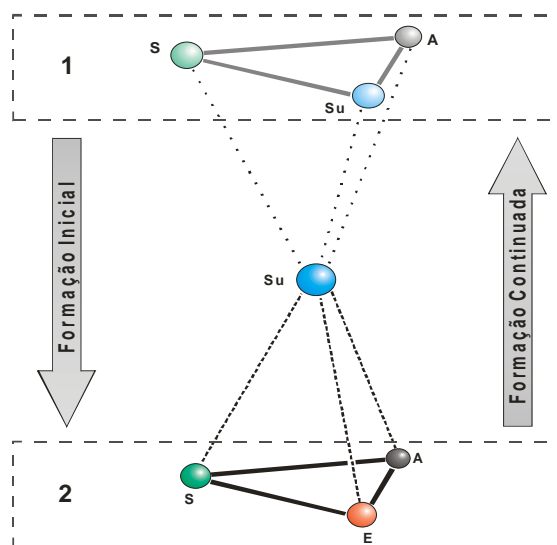 S
A
1
Su
Formação Inicial
Formação Continuada
Su
A
2
S
E